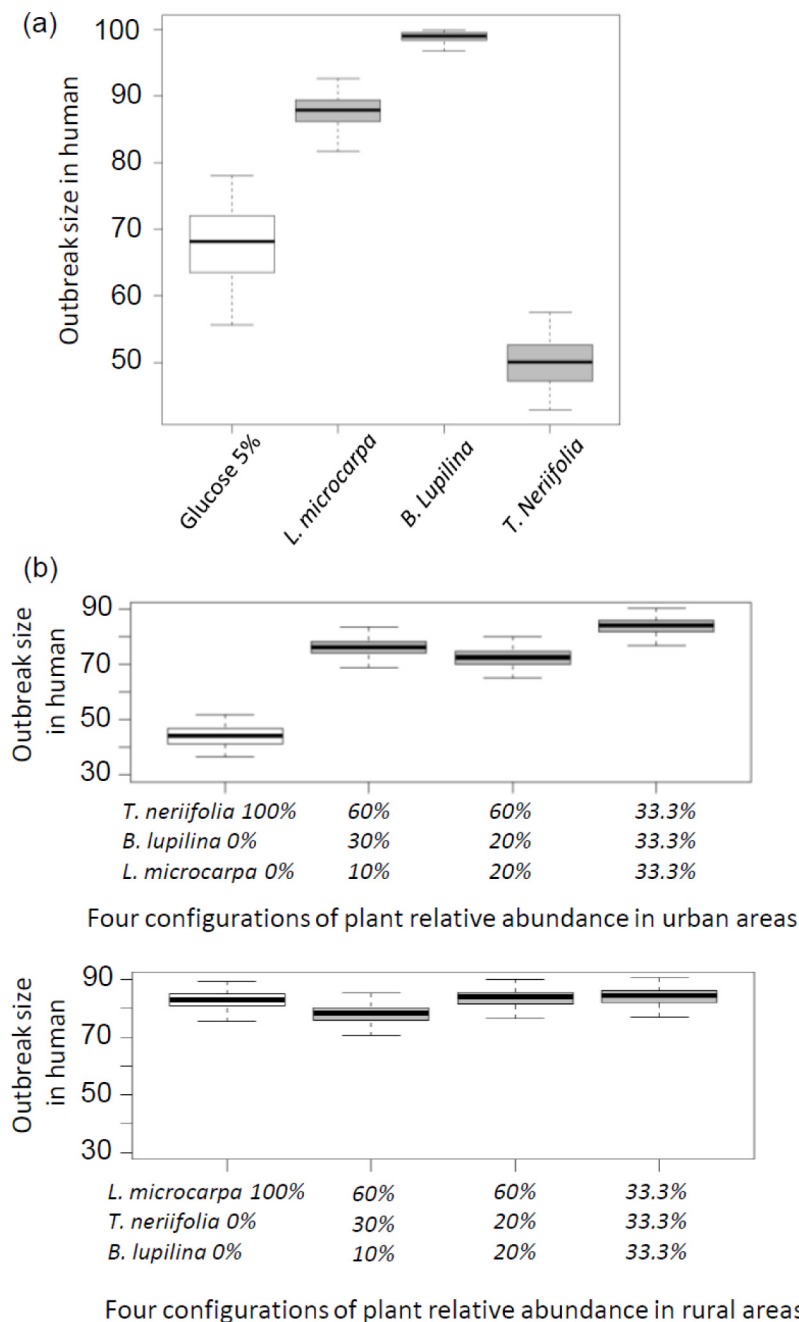 (a)
Outbreak size in human
100
90
80
70
60
50
Glucose 5%
L. microcarpa
B. Lupilina
T. Neriifolia
(b)
Outbreak size
in human
90
70
50
30
T. neriifolia 100% 60% 60% 33.3%
B. lupilina 0% 30% 20% 33.3%
L. microcarpa 0% 10% 20% 33.3%
Four configurations of plant relative abundance in urban areas
Outbreak size
in human
90
70
50
30
L. microcarpa 100% 60% 60% 33.3%
T. neriifolia 0% 30% 20% 33.3%
B. lupilina 0% 10% 20% 33.3%
Four configurations of plant relative abundance in rural areas